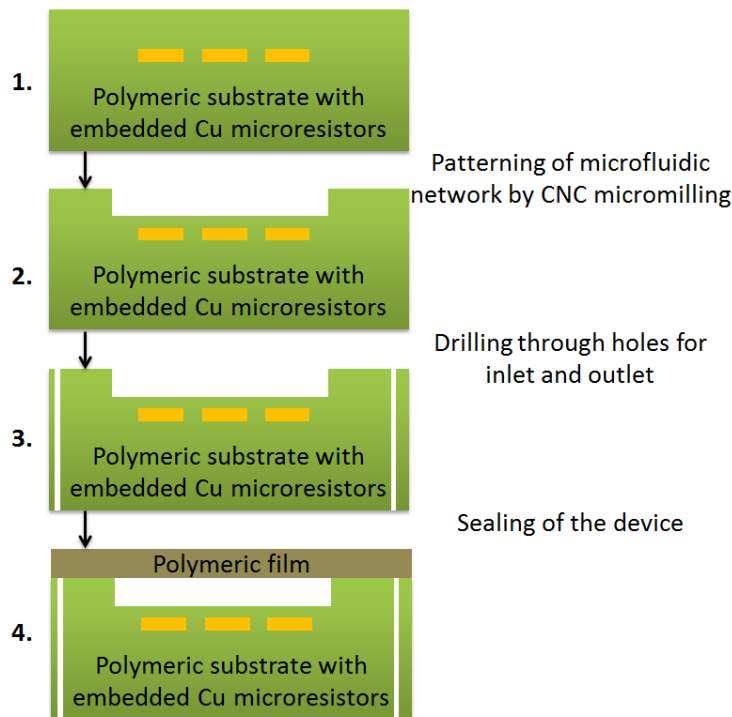 1.
Polymeric substrate with
embedded Cu microresistors
Patterning of microfluidic
network by CNC micromilling
2.
Polymeric substrate with
embedded Cu microresistors
Drilling through holes for
inlet and outlet
3.
Polymeric substrate with
embedded Cu microresistors
Sealing of the device
Polymeric film
4.
Polymeric substrate with
embedded Cu microresistors